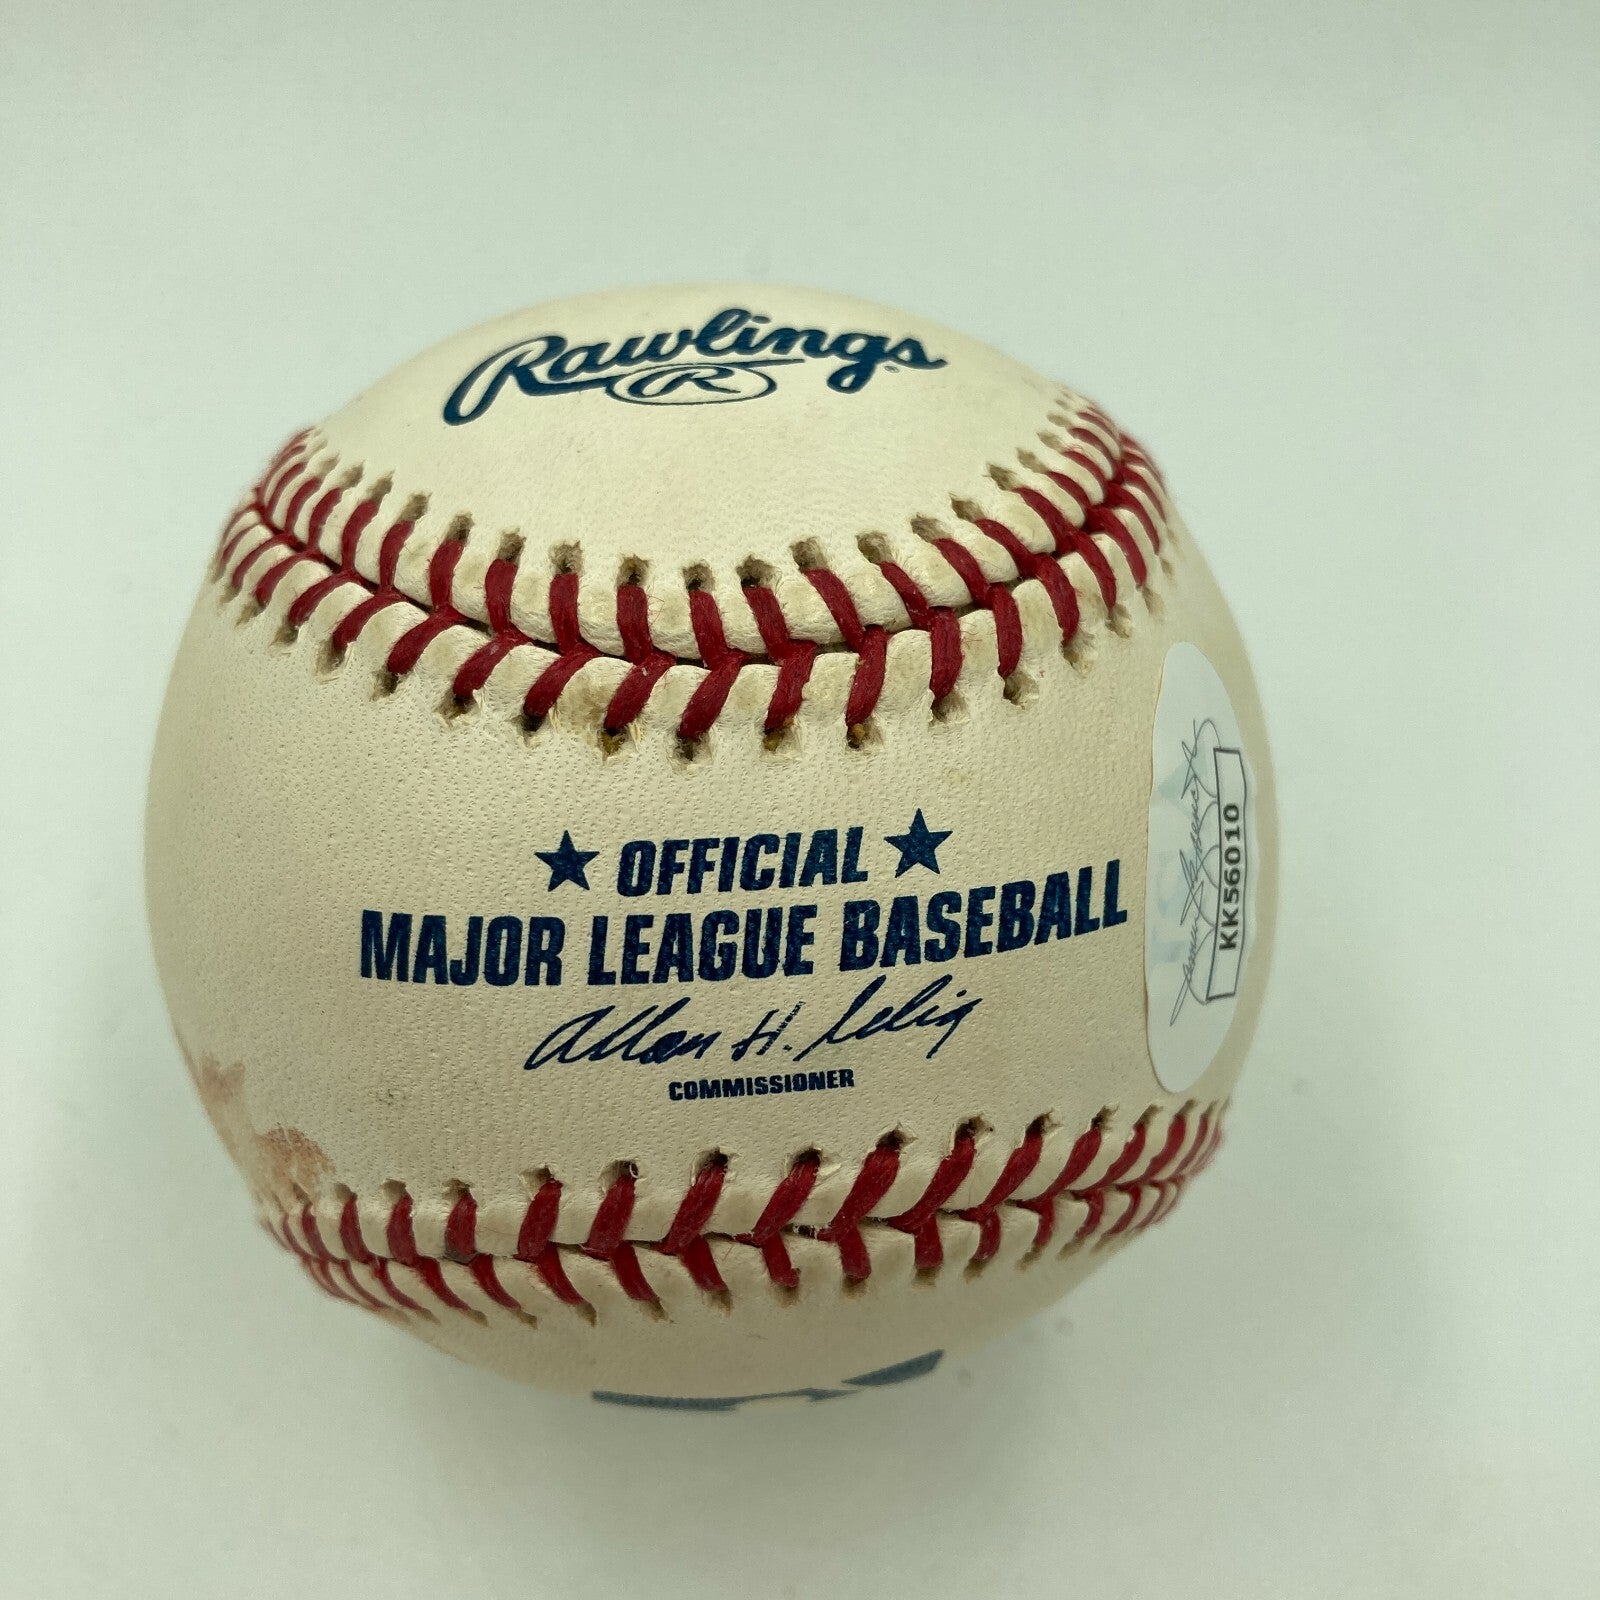 Rawlings
R
★ OFFICIAL ★
MAJOR LEAGUE BASEBALL
Allan H. Selig
COMMISSIONER
KK56010